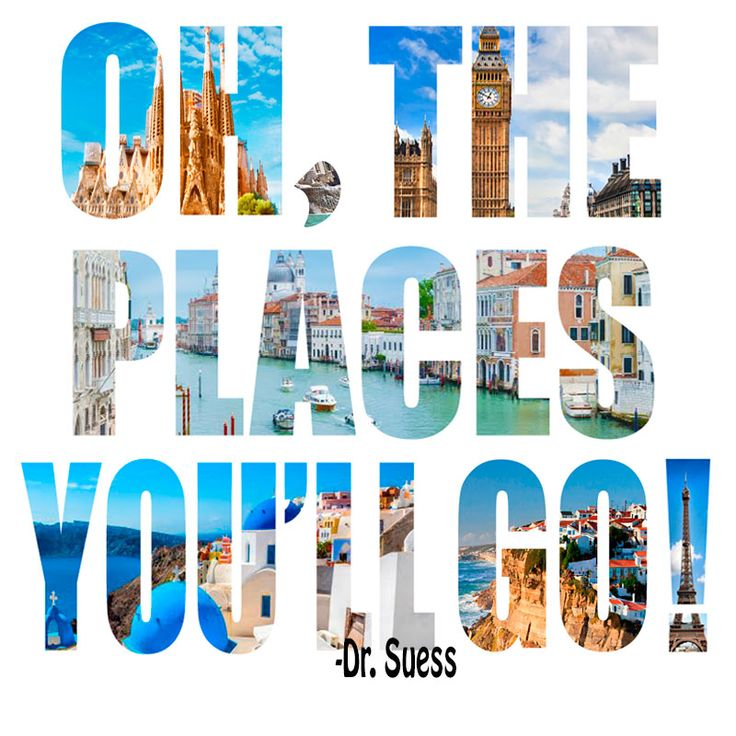 OH, THE
PLACES
YOU'LL GO!
-Dr. Suess